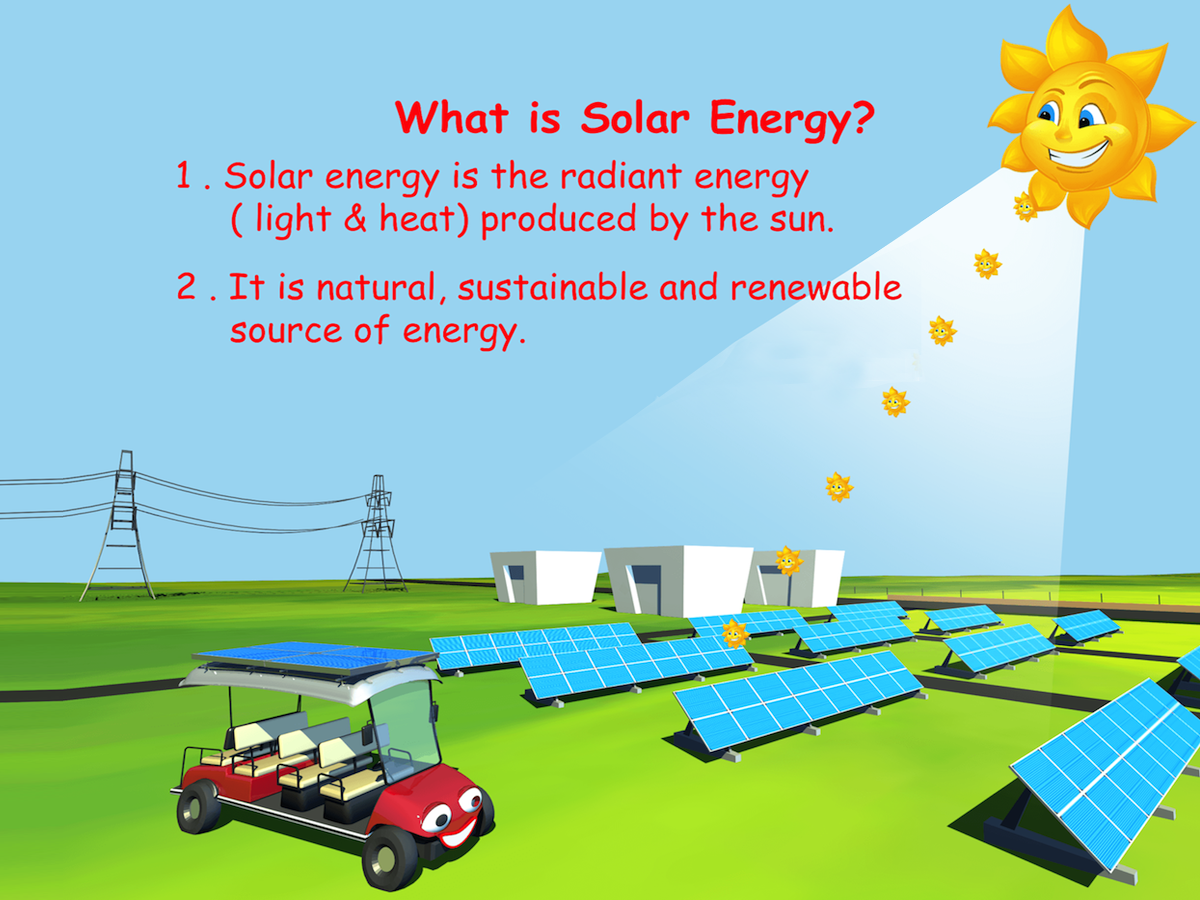 What is Solar Energy?
1 . Solar energy is the radiant energy
( light & heat) produced by the sun.
2 . It is natural, sustainable and renewable
source of energy.